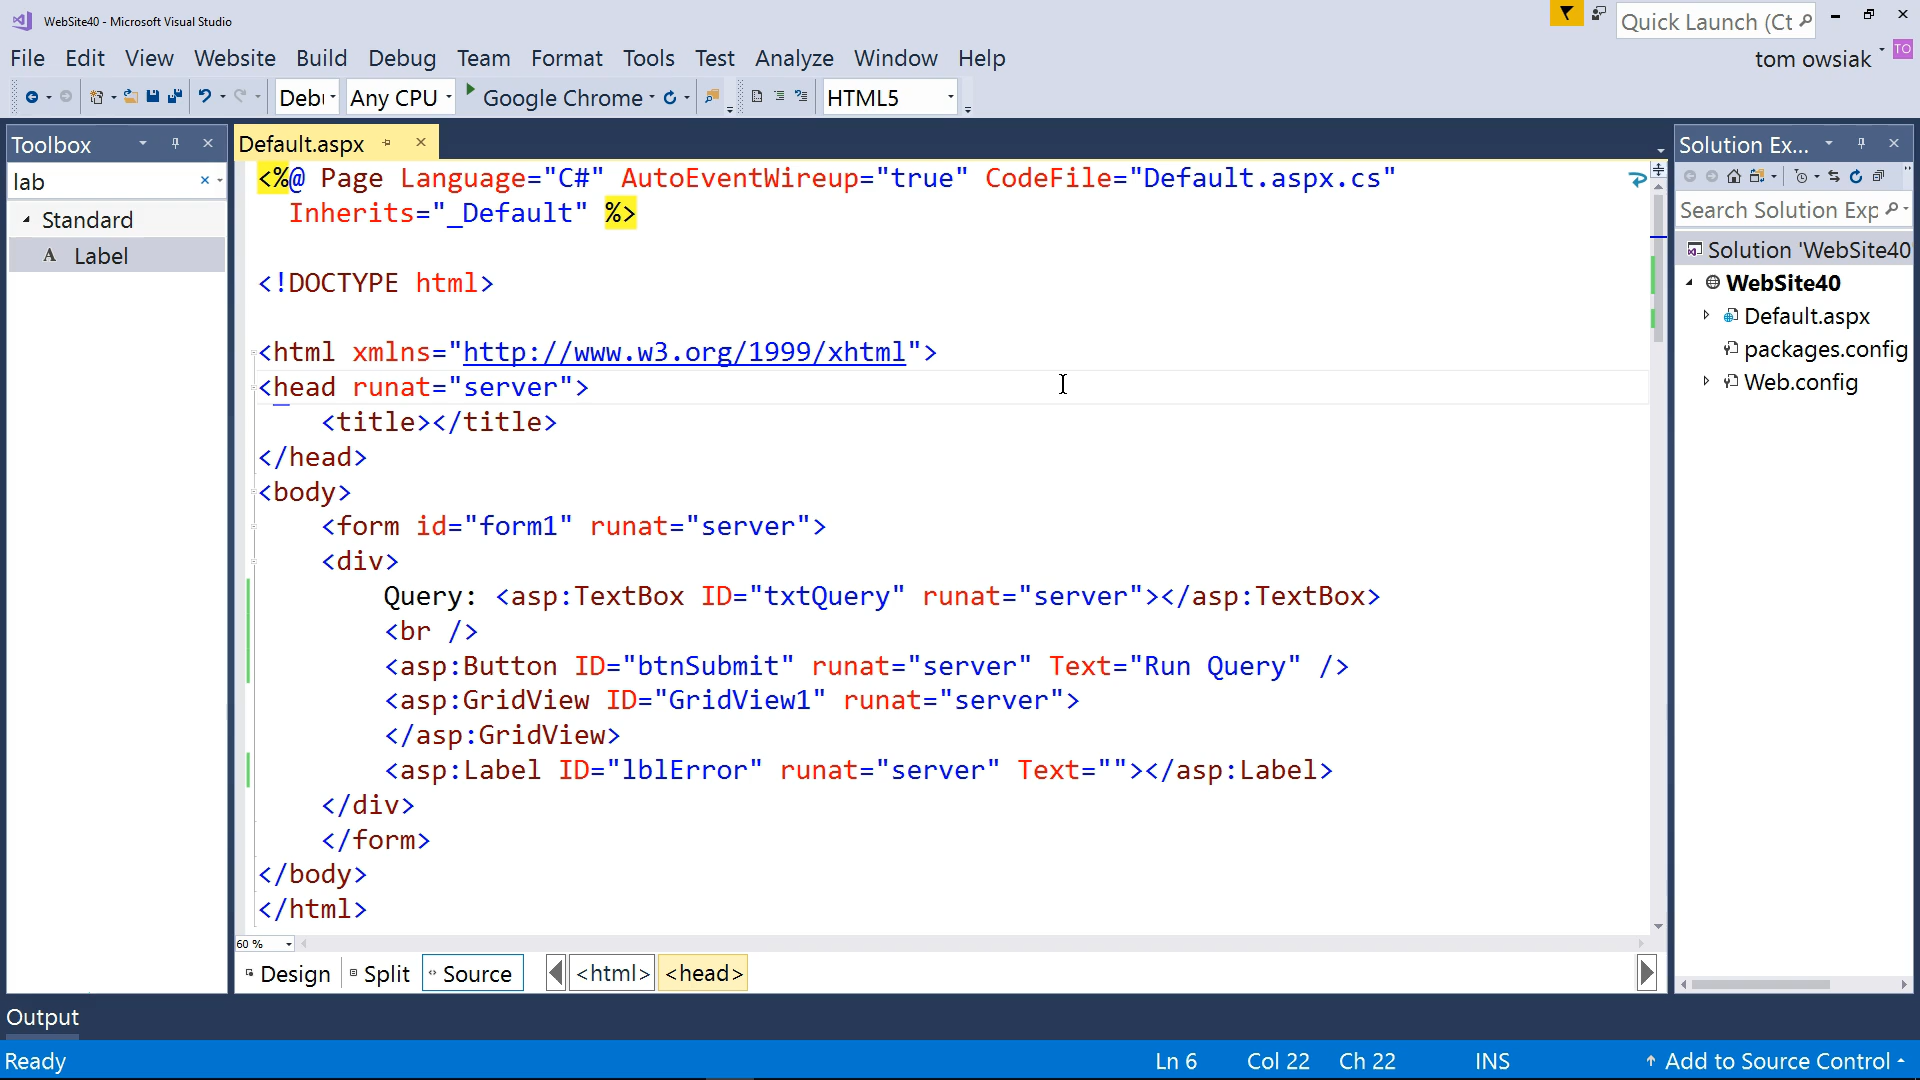 WebSite40 - Microsoft Visual Studio
Quick Launch (Ct
File Edit View Website Build Debug Team Format Tools Test Analyze Window Help
tom owsiak TO
Any CPU Google Chrome HTML5
Toolbox
Default.aspx
Solution Ex...
lab
Standard
A Label
Search Solution Exp
Solution 'WebSite40
WebSite40
Default.aspx
packages.config
Web.config
<%@ Page Language="C#" AutoEventWireup="true" CodeFile="Default.aspx.cs"
Inherits="_Default" %>
<!DOCTYPE html>
<html xmlns="http://www.w3.org/1999/xhtml">
<head runat="server">
<title></title>
</head>
<body>
<form id="form1" runat="server">
<div>
Query: <asp:TextBox ID="txtQuery" runat="server"></asp:TextBox>
<br />
<asp:Button ID="btnSubmit" runat="server" Text="Run Query" />
<asp:GridView ID="GridView1" runat="server">
</asp:GridView>
<asp:Label ID="lblError" runat="server" Text=""></asp:Label>
</div>
</form>
</body>
</html>
60 %
Design Split Source <html> <head>
Output
Ready Ln 6 Col 22 Ch 22 INS Add to Source Control